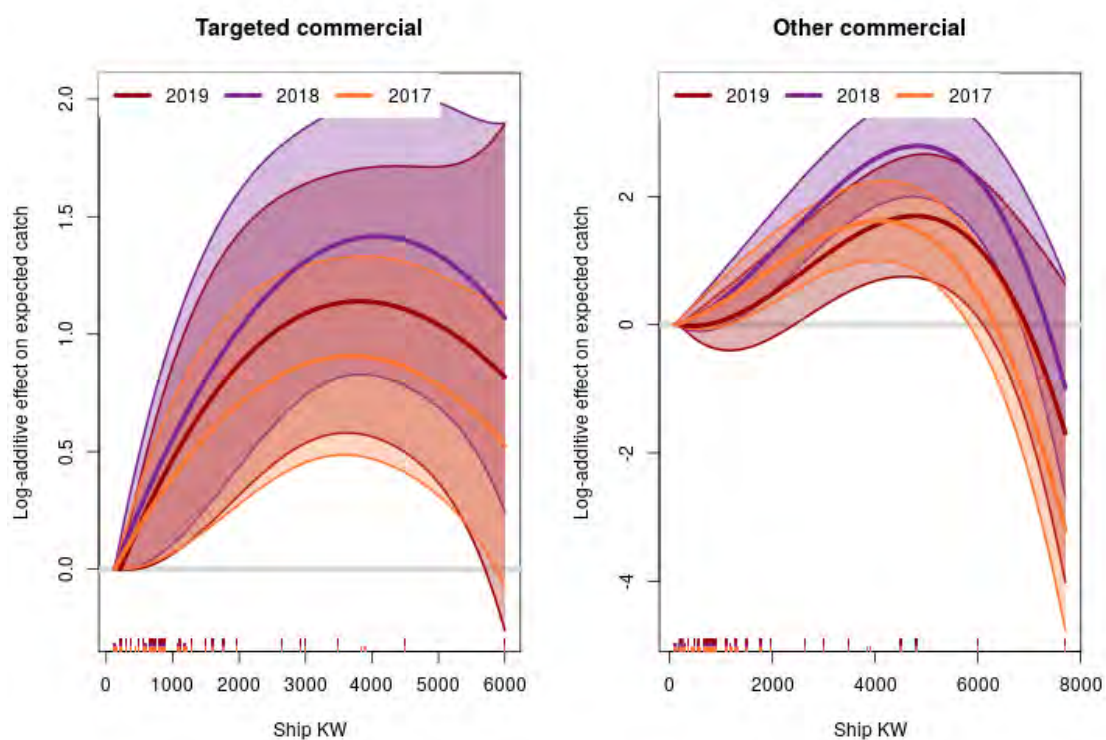 Targeted commercial
2019 2018 2017
Log-additive effect on expected catch
2.0
1.5
1.0
0.5
0.0
0 1000 2000 3000 4000 5000 6000
Ship KW
Other commercial
2019 2018 2017
Log-additive effect on expected catch
2
0
-2
-4
0 2000 4000 6000 8000
Ship KW